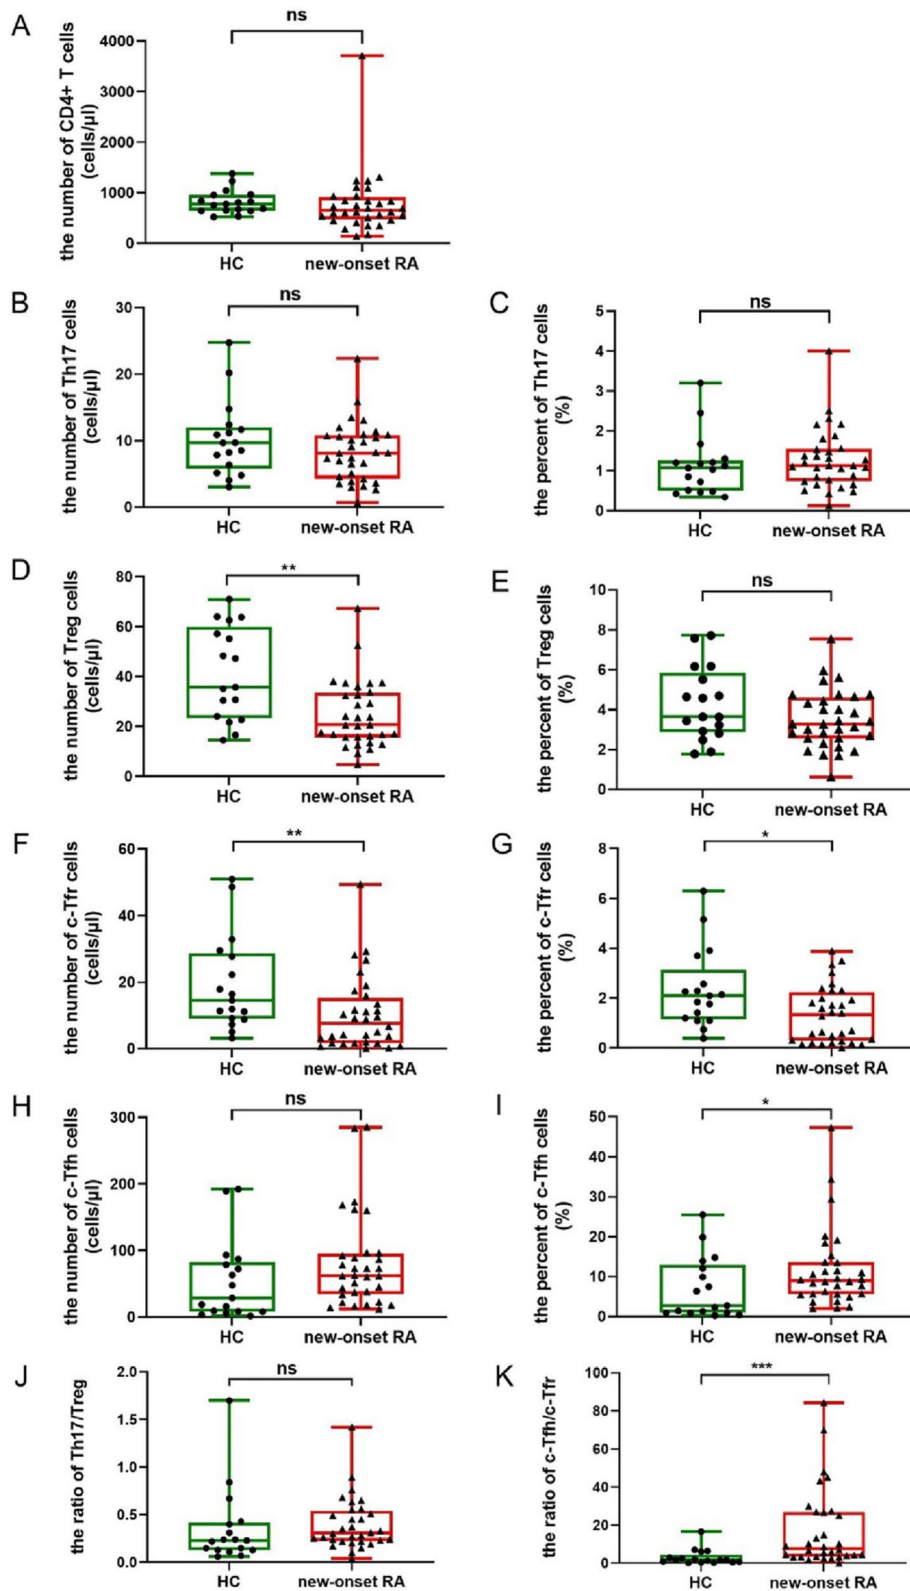 A
ns
the number of CD4+ T cells
(cells/μl)
4000
3000
2000
1000
0
HC
new-onset RA
B
ns
the number of Th17 cells
(cells/μl)
30
20
10
0
HC
new-onset RA
C
ns
the percent of Th17 cells
(%)
5
4
3
2
1
0
HC
new-onset RA
D
**
the number of Treg cells
(cells/μl)
80
60
40
20
0
HC
new-onset RA
E
ns
the percent of Treg cells
(%)
10
8
6
4
2
0
HC
new-onset RA
F
**
the number of c-Tfr cells
(cells/μl)
60
40
20
0
HC
new-onset RA
G
*
the percent of c-Tfr cells
(%)
8
6
4
2
0
HC
new-onset RA
H
ns
the number of c-Tfh cells
(cells/μl)
300
200
100
0
HC
new-onset RA
I
*
the percent of c-Tfh cells
(%)
50
40
30
20
10
0
HC
new-onset RA
J
ns
the ratio of Th17/Treg
2.0
1.5
1.0
0.5
0.0
HC
new-onset RA
K
***
the ratio of c-Tfh/c-Tfr
100
80
60
40
20
0
HC
new-onset RA